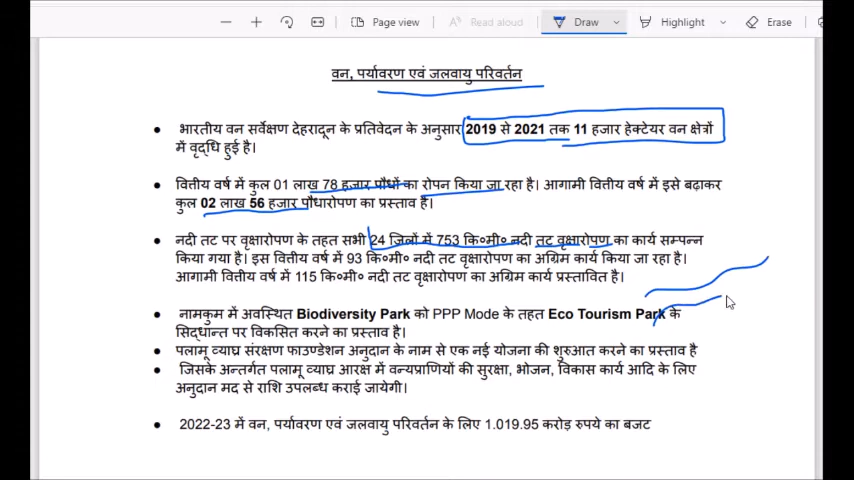 Page view
Read aloud
Draw
Highlight
Erase
वन, पर्यावरण एवं जलवायु परिवर्तन
● भारतीय वन सर्वेक्षण देहरादून के प्रतिवेदन के अनुसार 2019 से 2021 तक 11 हजार हेक्टेयर वन क्षेत्रों
में वृद्धि हुई है।
● वित्तीय वर्ष में कुल 01 लाख 78 हजार पौधों का रोपन किया जा रहा है। आगामी वित्तीय वर्ष में इसे बढ़ाकर
कुल 02 लाख 56 हजार पौधारोपण का प्रस्ताव है।
● नदी तट पर वृक्षारोपण के तहत सभी 24 जिलों में 753 कि०मी० नदी तट वृक्षारोपण का कार्य सम्पन्न
किया गया है। इस वित्तीय वर्ष में 93 कि०मी० नदी तट वृक्षारोपण का अग्रिम कार्य किया जा रहा है।
आगामी वित्तीय वर्ष में 115 कि०मी० नदी तट वृक्षारोपण का अग्रिम कार्य प्रस्तावित है।
● नामकुम में अवस्थित Biodiversity Park को PPP Mode के तहत Eco Tourism Park के
सिद्धान्त पर विकसित करने का प्रस्ताव है।
● पलामू व्याघ्र संरक्षण फाउण्डेशन अनुदान के नाम से एक नई योजना की शुरुआत करने का प्रस्ताव है
● जिसके अन्तर्गत पलामू व्याघ्र आरक्ष में वन्यप्राणियों की सुरक्षा, भोजन, विकास कार्य आदि के लिए
अनुदान मद से राशि उपलब्ध कराई जायेगी।
● 2022-23 में वन, पर्यावरण एवं जलवायु परिवर्तन के लिए 1.019.95 करोड़ रुपये का बजट